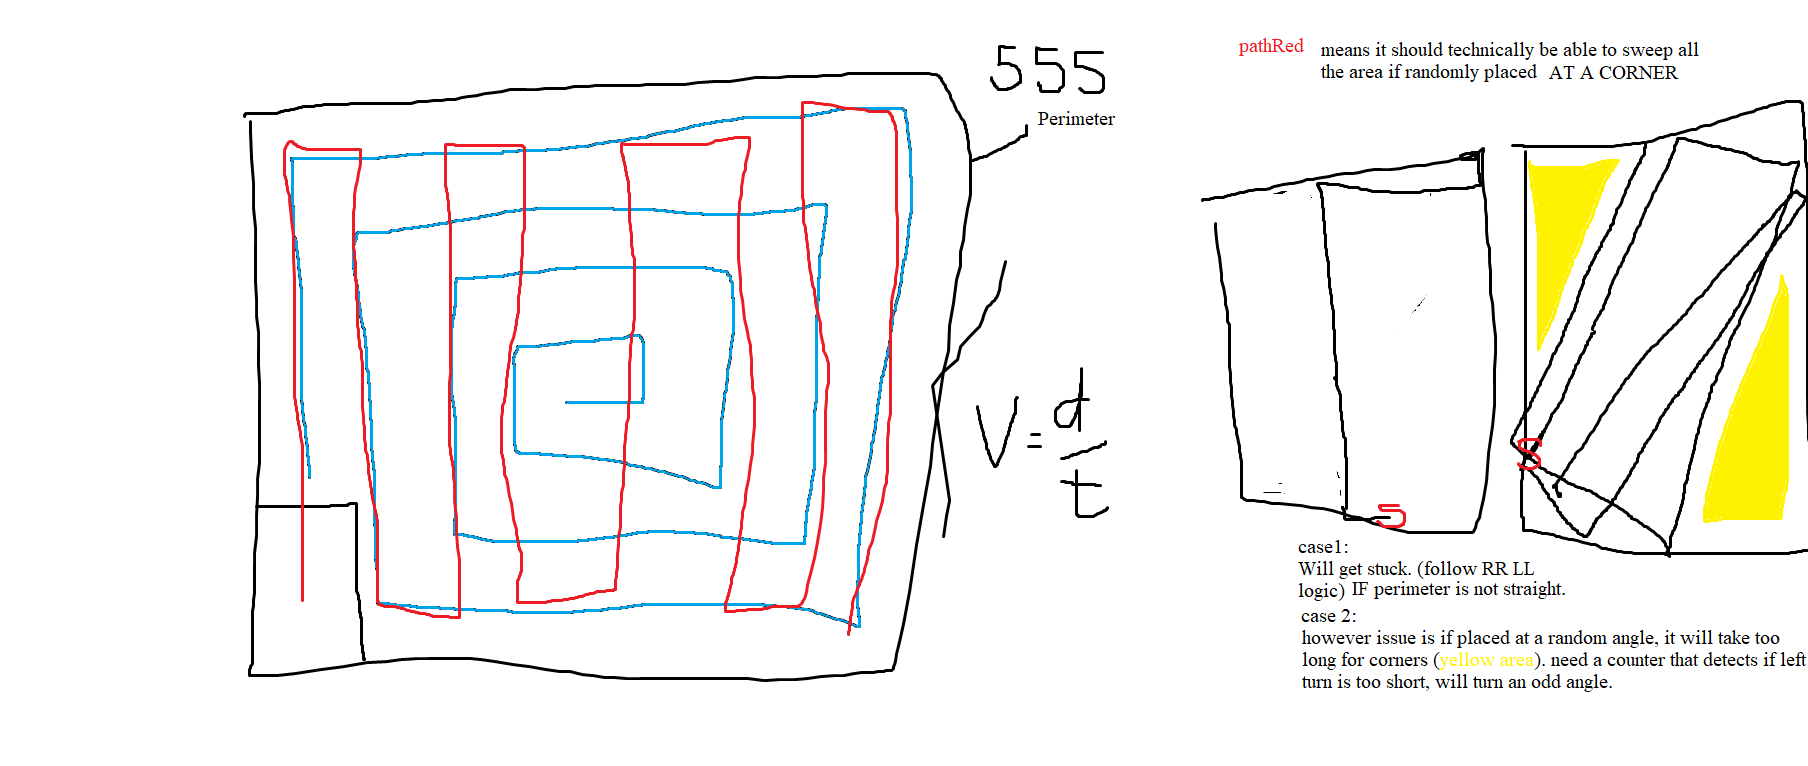 555
Perimeter
V = d/t
pathRed means it should technically be able to sweep all
the area if randomly placed AT A CORNER
S
S
case1:
Will get stuck. (follow RR LL
logic) IF perimeter is not straight.
case 2:
however issue is if placed at a random angle, it will take too
long for corners (yellow area). need a counter that detects if left
turn is too short, will turn an odd angle.